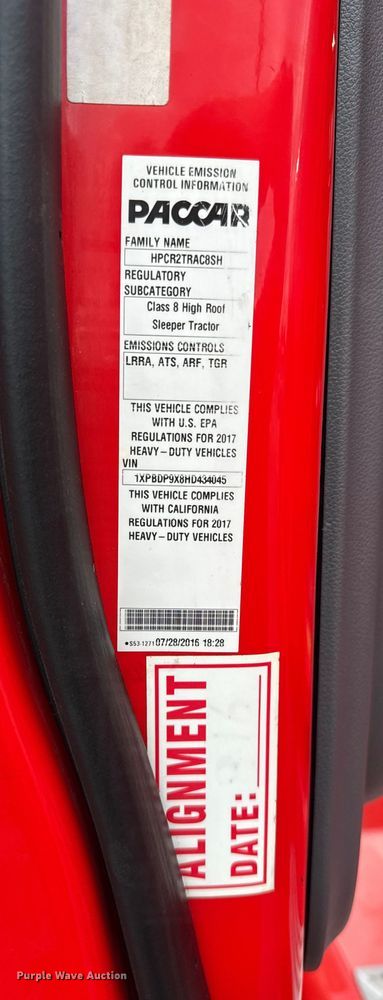 VEHICLE EMISSION
CONTROL INFORMATION
PACCAR
FAMILY NAME
HPCR2TRAC8SH
REGULATORY
SUBCATEGORY
Class 8 High Roof
Sleeper Tractor
EMISSIONS CONTROLS
LRRA, ATS, ARF, TGR
THIS VEHICLE COMPLIES
WITH U.S. EPA
REGULATIONS FOR 2017
HEAVY-DUTY VEHICLES
VIN
1XPBDP9X8HD434045
THIS VEHICLE COMPLIES
WITH CALIFORNIA
REGULATIONS FOR 2017
HEAVY-DUTY VEHICLES
*S53-1271 07/28/2016 18:28
ALIGNMENT
DATE:
Purple Wave Auction